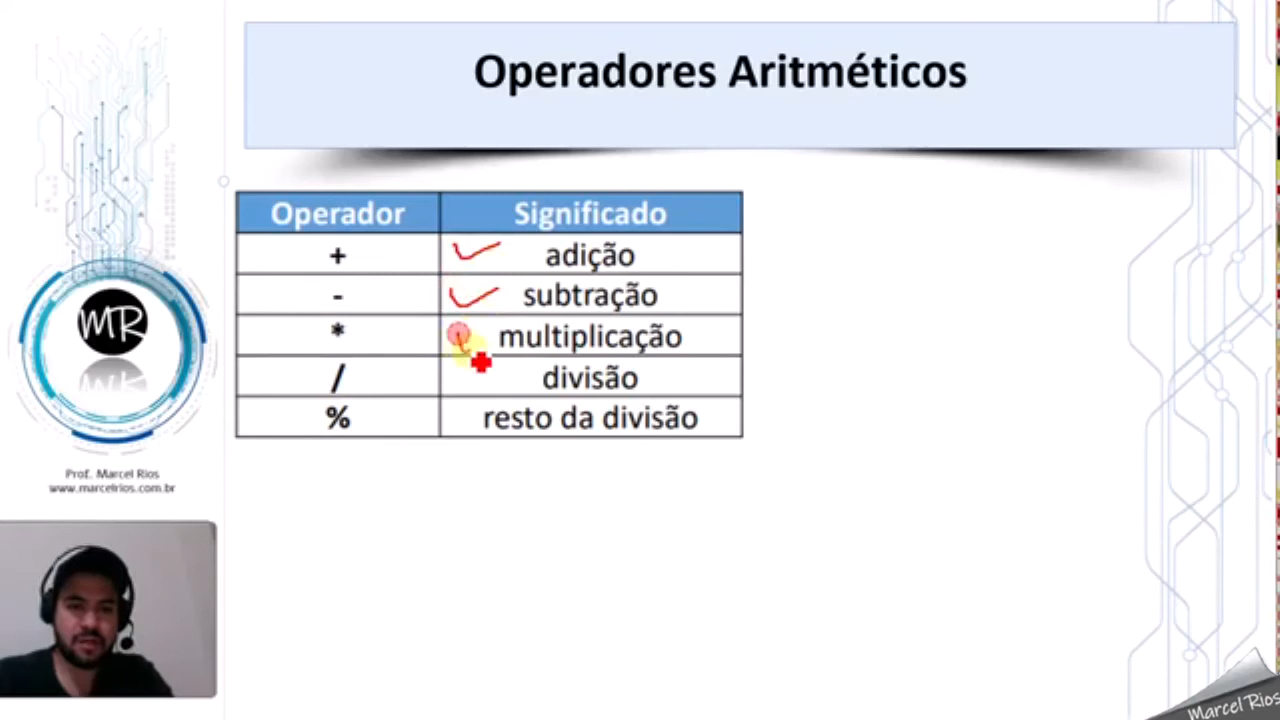 Operadores Aritméticos
Operador Significado
+ adição
- subtração
* multiplicação
/ divisão
% resto da divisão
MR
Prof. Marcel Rios
www.marcelrios.com.br
Marcel Rios